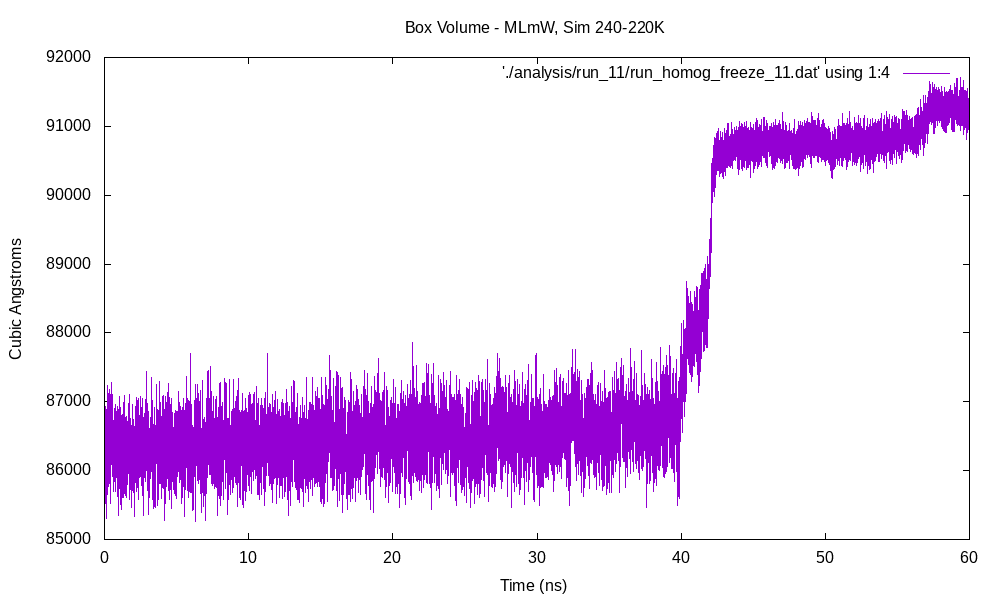 Box Volume - MLmW, Sim 240-220K
'./analysis/run_11/run_homog_freeze_11.dat' using 1:4
92000
91000
90000
89000
88000
87000
86000
85000
Cubic Angstroms
0 10 20 30 40 50 60
Time (ns)